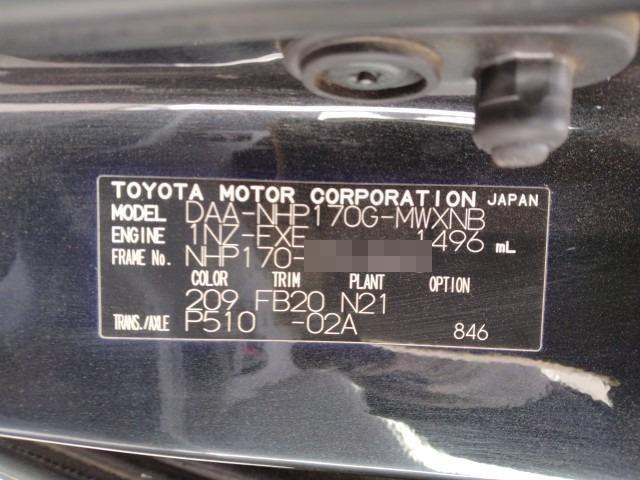 TOYOTA MOTOR CORPORATION JAPAN
MODEL DAA-NHP170G-MWXNB
ENGINE 1NZ-EXE 1496 mL
FRAME No. NHP170-
COLOR TRIM PLANT OPTION
209 FB20 N21
TRANS./AXLE P510 -02A 846